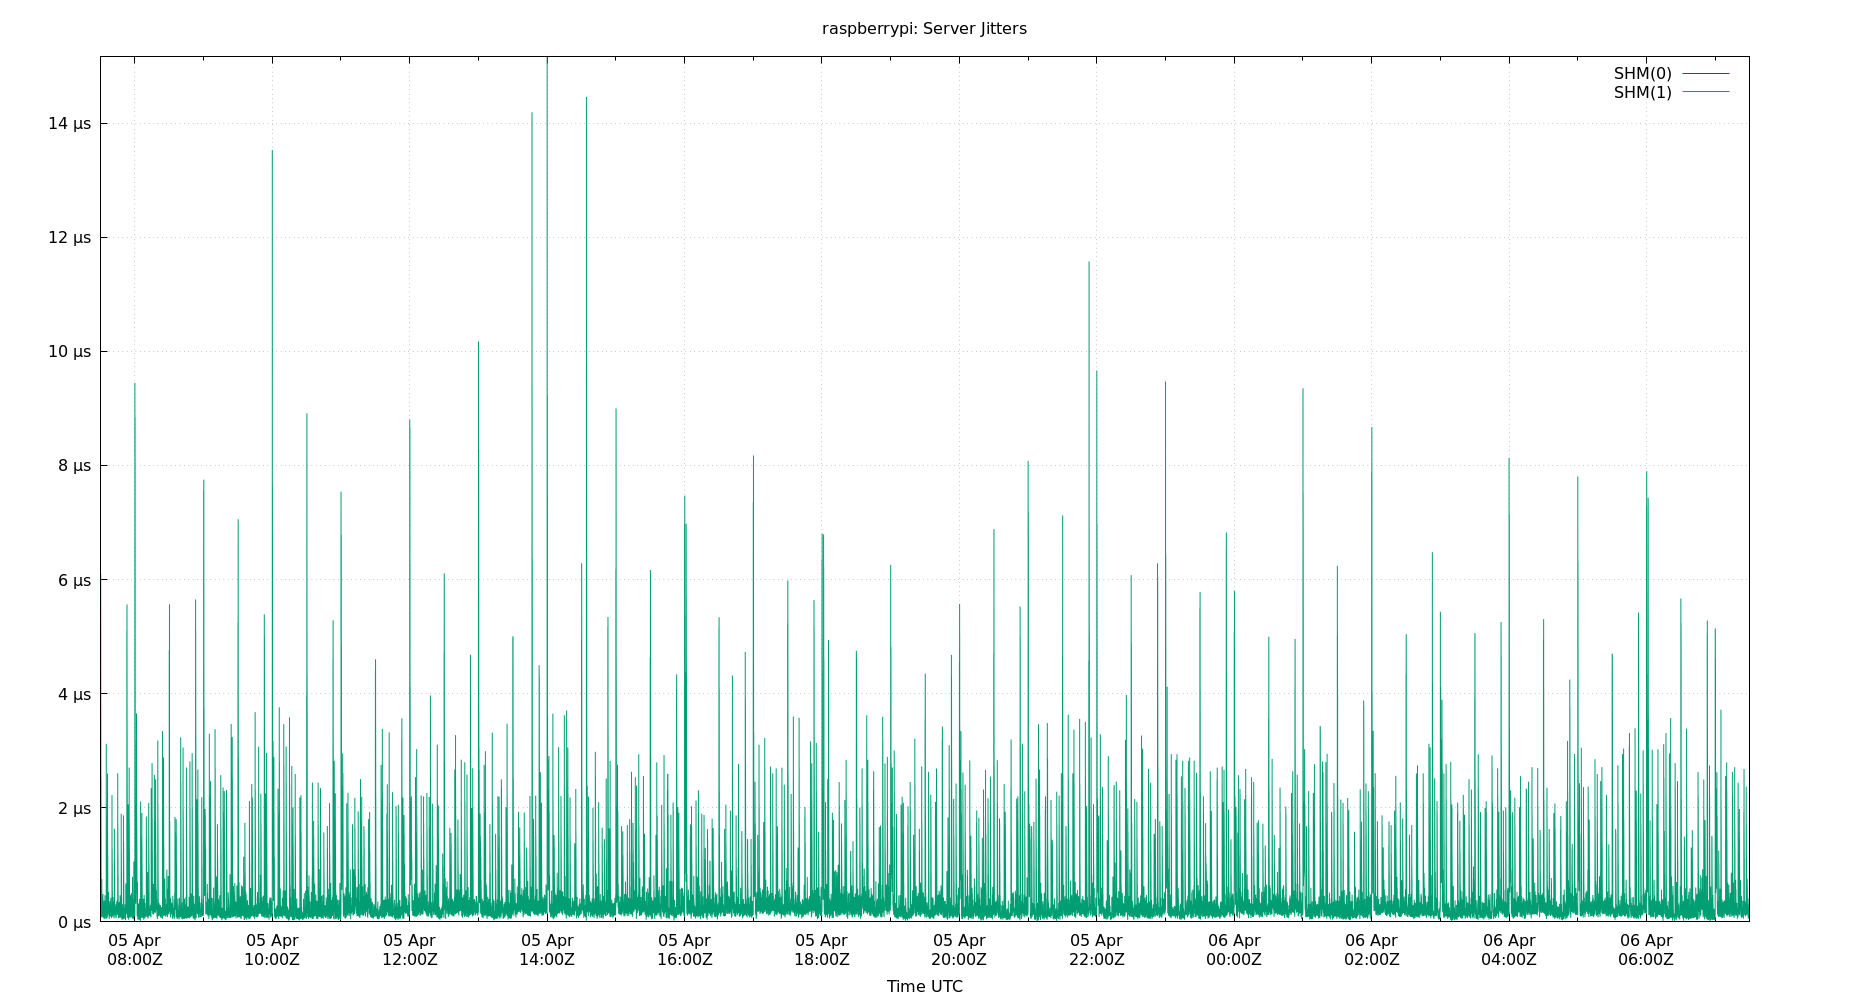 raspberrypi: Server Jitters
SHM(0)
SHM(1)
14 µs
12 µs
10 µs
8 µs
6 µs
4 µs
2 µs
0 µs
05 Apr 05 Apr 05 Apr 05 Apr 05 Apr 05 Apr 05 Apr 05 Apr 06 Apr 06 Apr 06 Apr 06 Apr
08:00Z 10:00Z 12:00Z 14:00Z 16:00Z 18:00Z 20:00Z 22:00Z 00:00Z 02:00Z 04:00Z 06:00Z
Time UTC